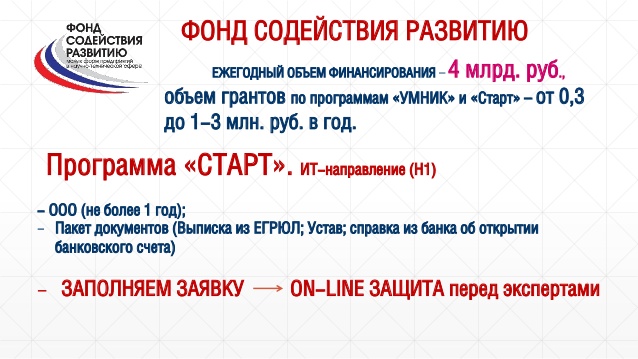 ФОНД
СОДЕЙСТВИЯ
РАЗВИТИЮ
малых форм предприятий
в научно-технической сфере
ФОНД СОДЕЙСТВИЯ РАЗВИТИЮ
ЕЖЕГОДНЫЙ ОБЪЕМ ФИНАНСИРОВАНИЯ – 4 млрд. руб.,
объем грантов по программам «УМНИК» и «Старт» – от 0,3
до 1–3 млн. руб. в год.
Программа «СТАРТ». ИТ–направление (Н1)
– ООО (не более 1 год);
– Пакет документов (Выписка из ЕГРЮЛ; Устав; справка из банка об открытии
банковского счета)
– ЗАПОЛНЯЕМ ЗАЯВКУ → ON–LINE ЗАЩИТА перед экспертами